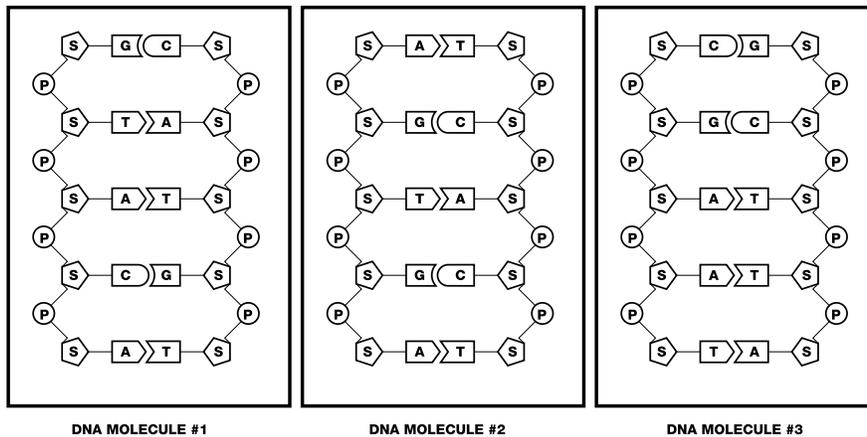 S G C S S A T S S C G S
P P P P P P
S T A S S G C S S G C S
P P P P P P
S A T S S T A S S A T S
P P P P P P
S C G S S G C S S A T S
P P P P P P
S A T S S A T S S T A S
DNA MOLECULE #1 DNA MOLECULE #2 DNA MOLECULE #3